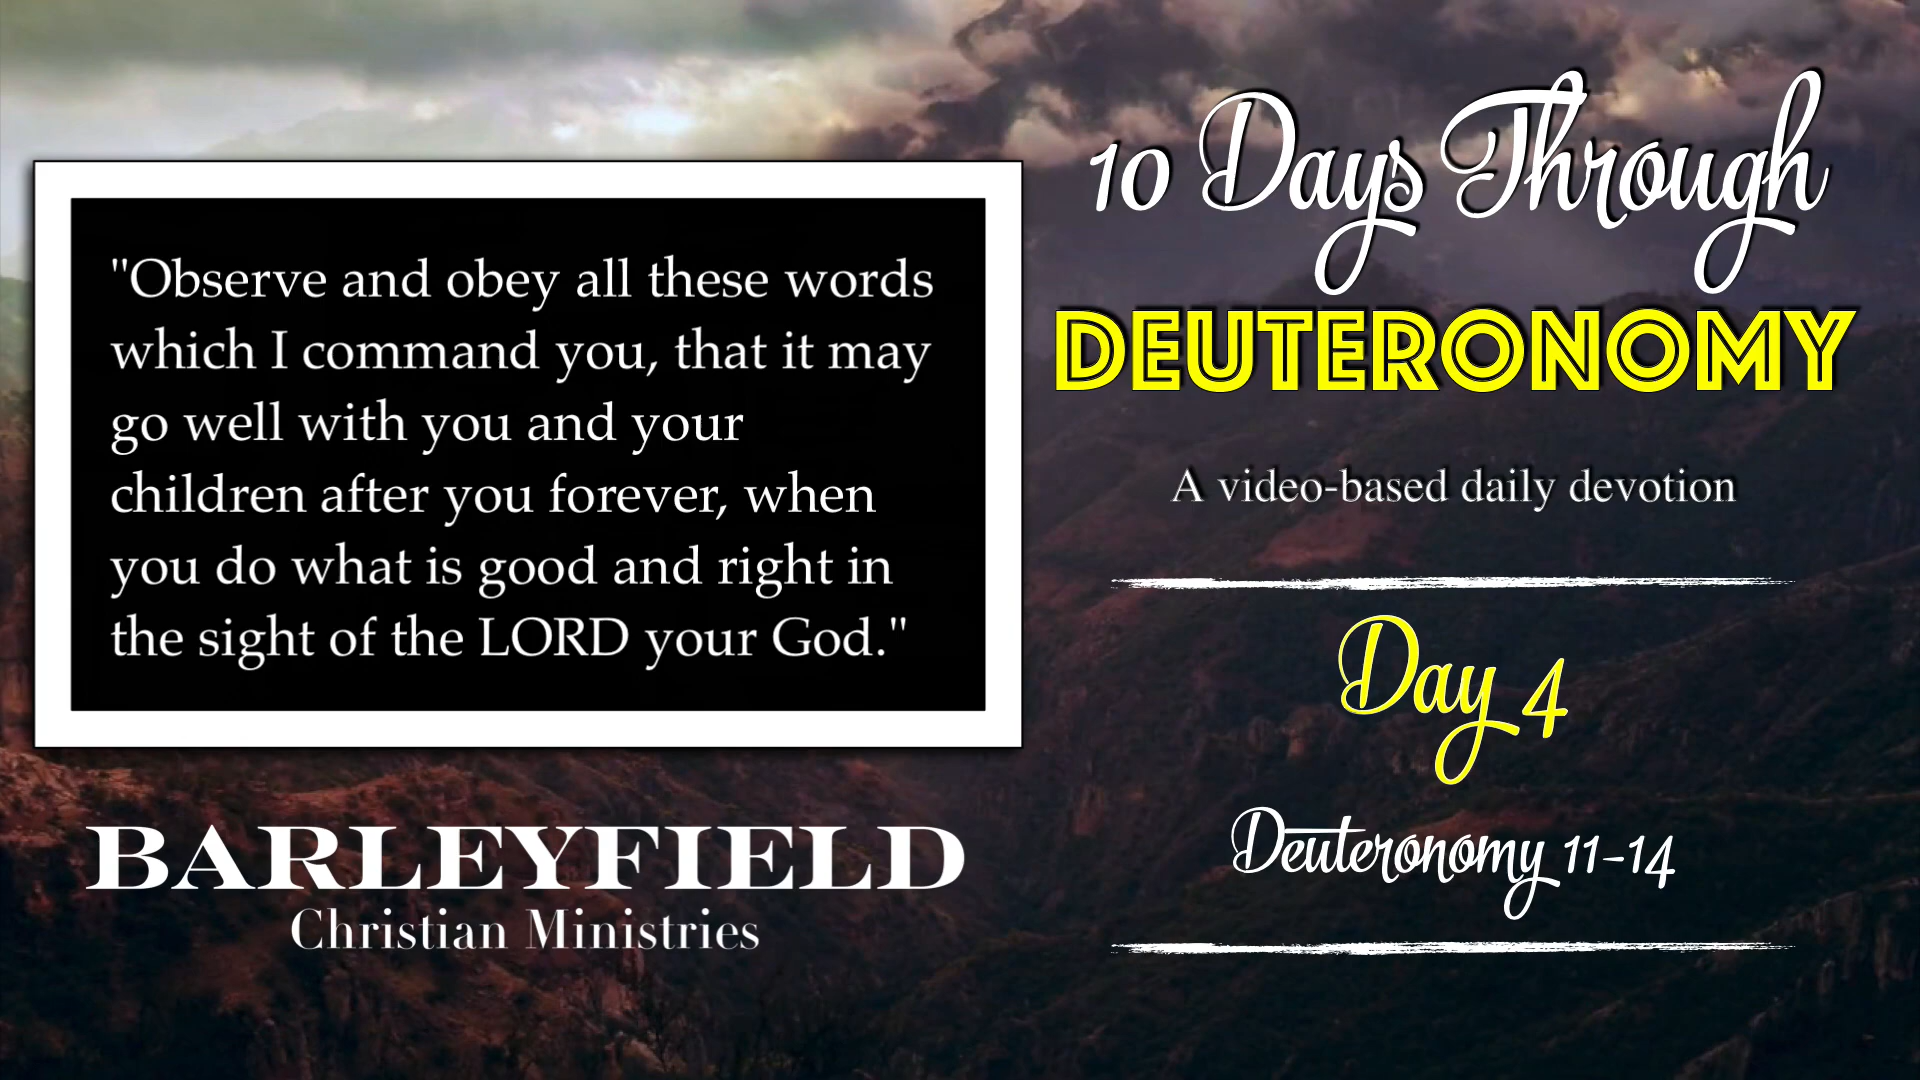 "Observe and obey all these words
which I command you, that it may
go well with you and your
children after you forever, when
you do what is good and right in
the sight of the LORD your God."
BARLEYFIELD
Christian Ministries
10 Days Through
DEUTERONOMY
A video-based daily devotion
Day 4
Deuteronomy 11-14